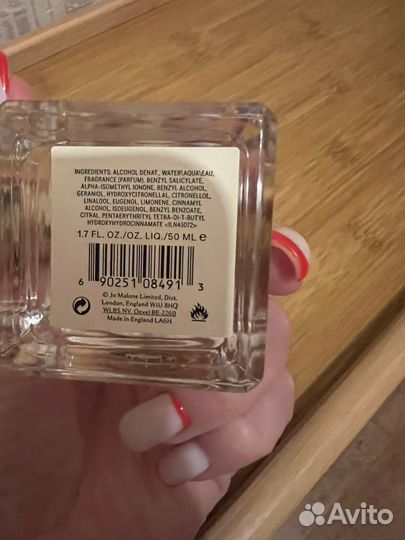 INGREDIENTS: ALCOHOL DENAT., WATER\AQUA\EAU,
FRAGRANCE (PARFUM), BENZYL SALICYLATE,
ALPHA-ISOMETHYL IONONE, BENZYL ALCOHOL,
GERANIOL, HYDROXYCITRONELLAL, CITRONELLOL,
LINALOOL, EUGENOL, LIMONENE, CINNAMYL
ALCOHOL, ISOEUGENOL, BENZYL BENZOATE,
CITRAL, PENTAERYTHRITYL TETRA-DI-T-BUTYL
HYDROXYHYDROCINNAMATE <ILN45072>
1.7 FL. OZ./OZ. LIQ./50 ML e
6 90251 08491 3
© Jo Malone Limited, Dist.
London, England W1U 8HQ
WLRS NV. Oevel BE-2260
Made in England LA6H
Avito